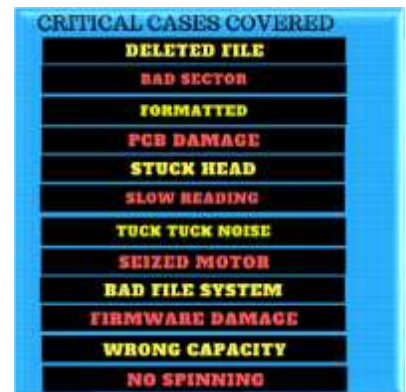 CRITICAL CASES COVERED
DELETED FILE
BAD SECTOR
FORMATTED
PCB DAMAGE
STUCK HEAD
SLOW READING
TUCK TUCK NOISE
SEIZED MOTOR
BAD FILE SYSTEM
FIRMWARE DAMAGE
WRONG CAPACITY
NO SPINNING